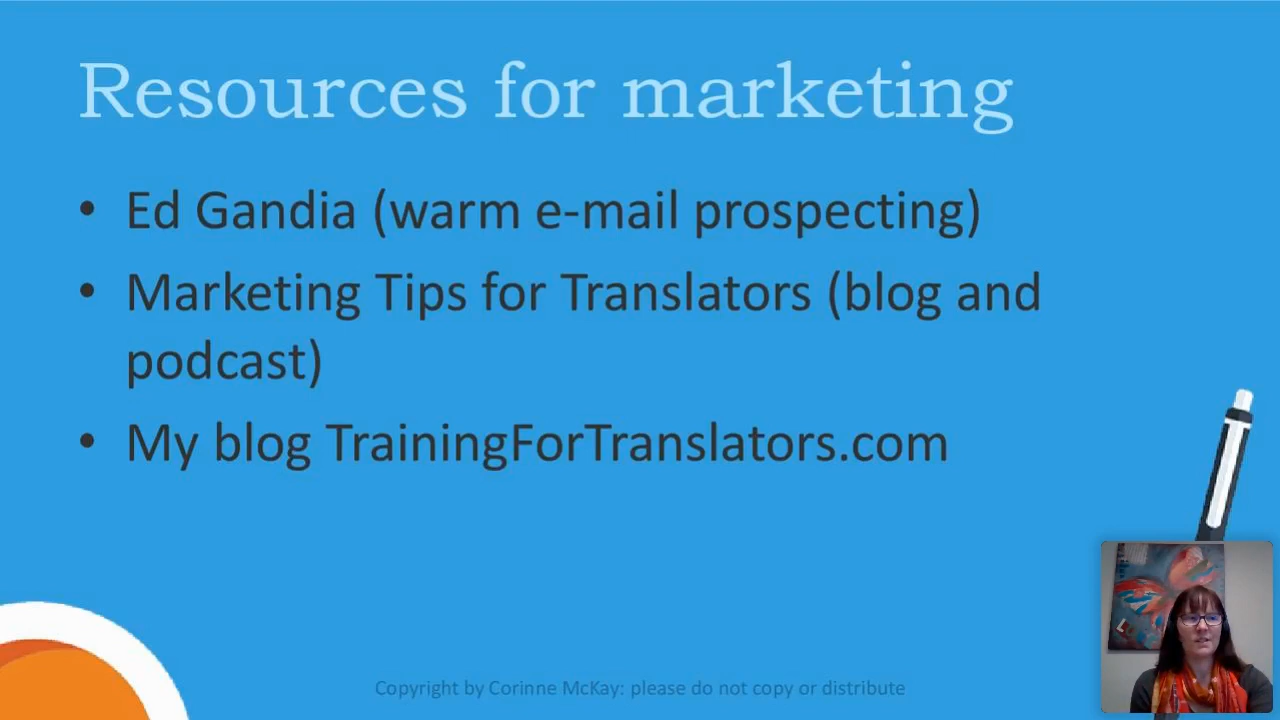 Resources for marketing
• Ed Gandia (warm e-mail prospecting)
• Marketing Tips for Translators (blog and
podcast)
• My blog TrainingForTranslators.com
Copyright by Corinne McKay: please do not copy or distribute